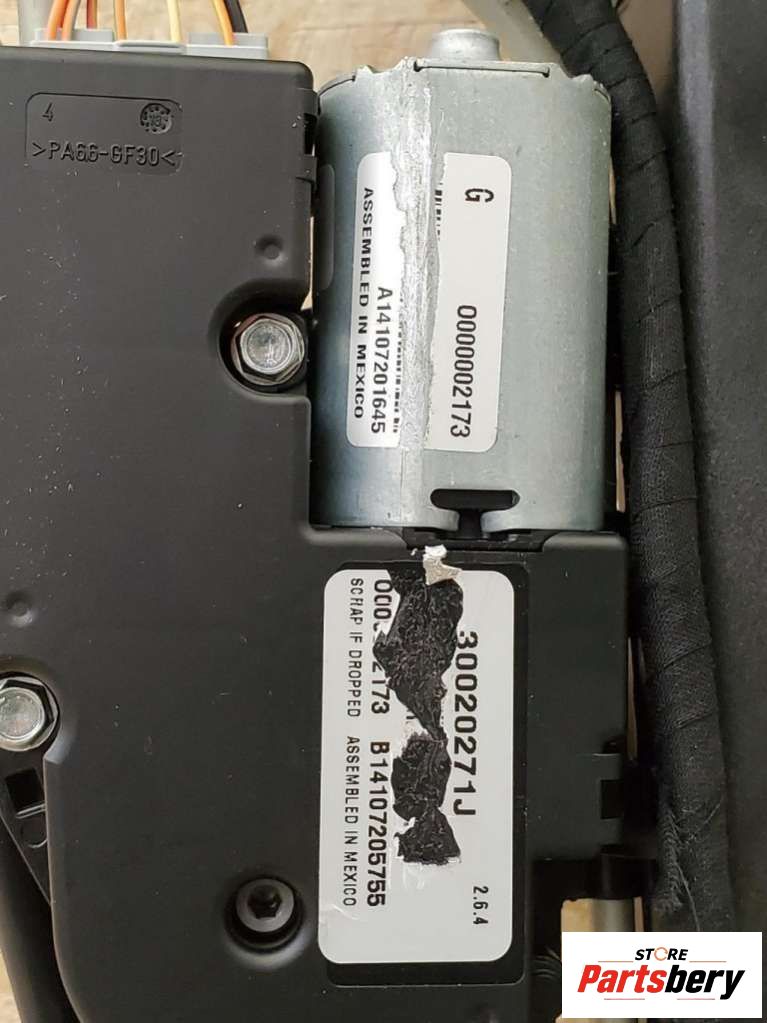 4
>PA66-GF30<
G
0000002173
A14107201645
ASSEMBLED IN MEXICO
30020271J
2.6.4
2173 B14107205755
SCRAP IF DROPPED ASSEMBLED IN MEXICO
STORE
Partsbery